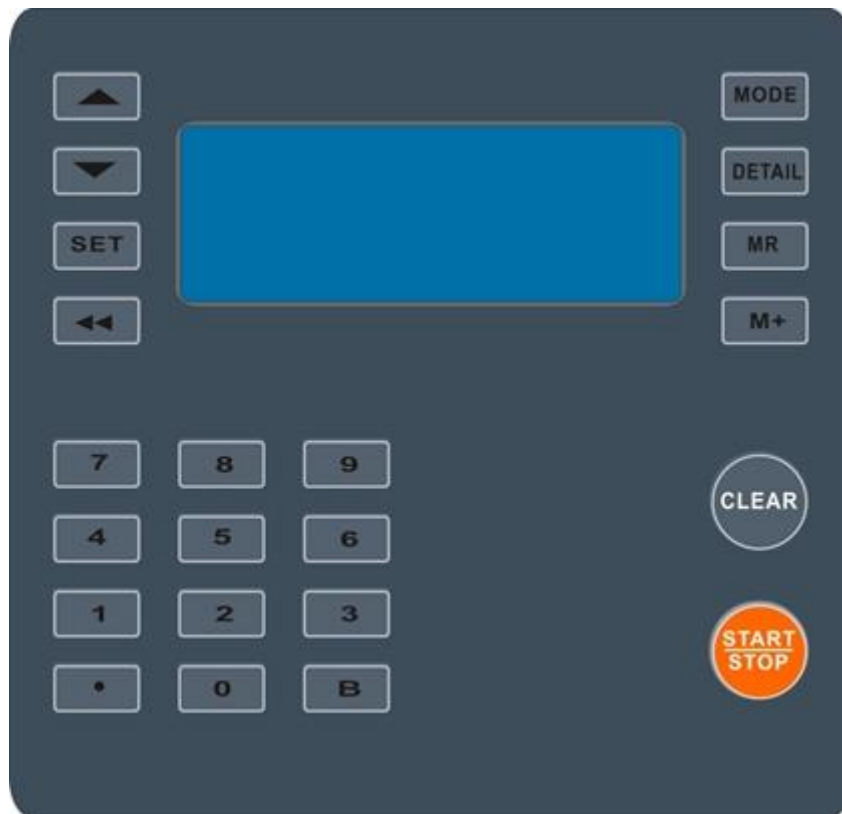 MODE
DETAIL
SET
MR
M+
7 8 9
CLEAR
4 5 6
1 2 3
START
STOP
• 0 B